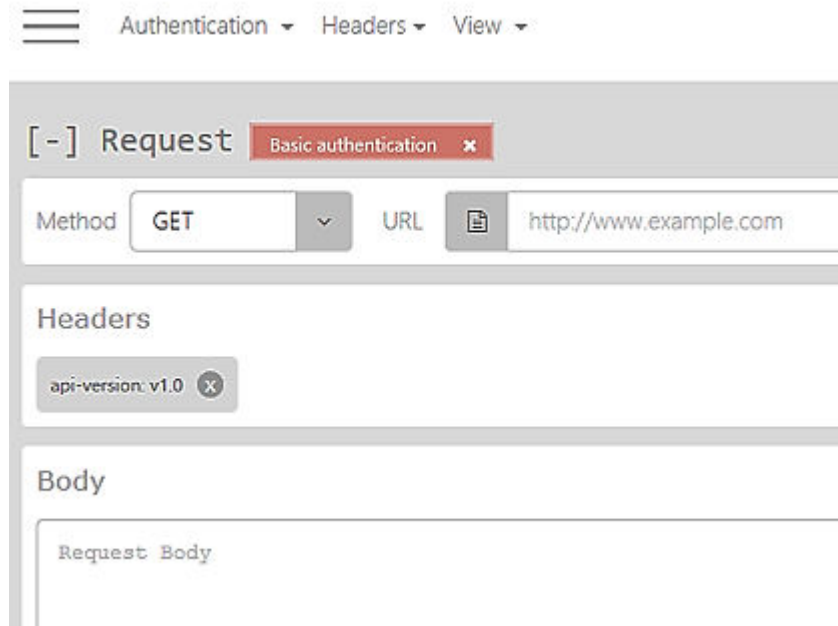 Authentication Headers View
[-] Request Basic authentication x
Method GET URL http://www.example.com
Headers
api-version: v1.0 x
Body
Request Body